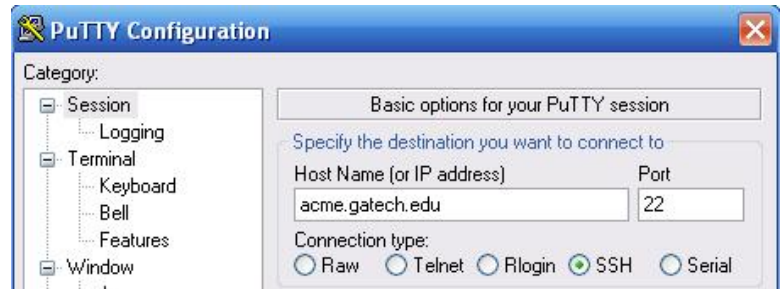 PuTTY Configuration
Category:
Session
Logging
Terminal
Keyboard
Bell
Features
Window
Basic options for your PuTTY session
Specify the destination you want to connect to
Host Name (or IP address) Port
acme.gatech.edu 22
Connection type:
Raw Telnet Rlogin SSH Serial